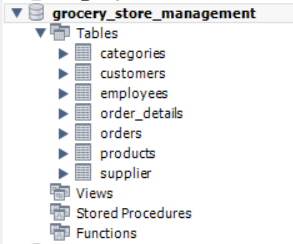 grocery_store_management
Tables
categories
customers
employees
order_details
orders
products
supplier
Views
Stored Procedures
Functions